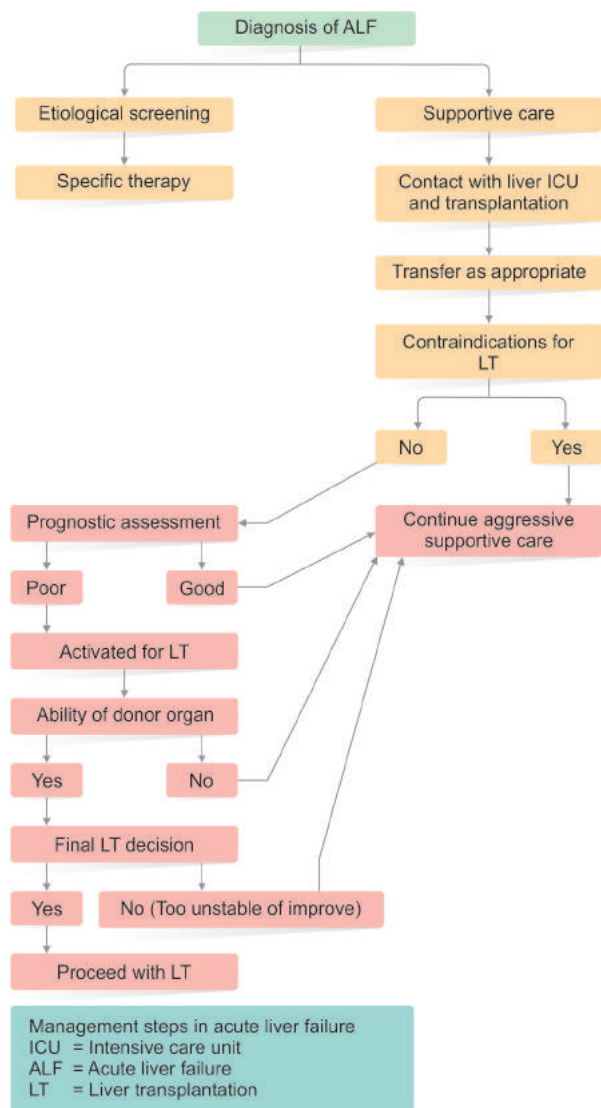 Diagnosis of ALF
Etiological screening
Supportive care
Specific therapy
Contact with liver ICU
and transplantation
Transfer as appropriate
Contraindications for
LT
No
Yes
Prognostic assessment
Continue aggressive
supportive care
Poor
Good
Activated for LT
Ability of donor organ
Yes
No
Final LT decision
Yes
No (Too unstable of improve)
Proceed with LT
Management steps in acute liver failure
ICU = Intensive care unit
ALF = Acute liver failure
LT = Liver transplantation